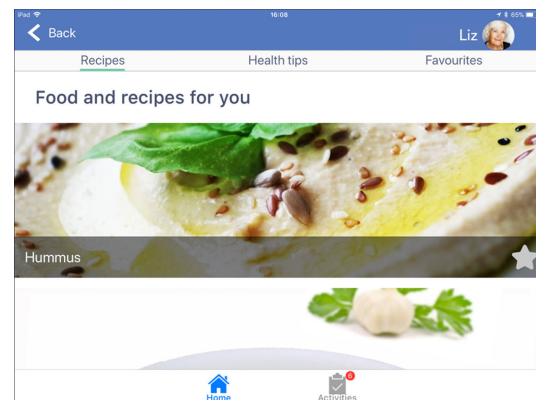 iPad 16:08 65%
Back Liz
Recipes Health tips Favourites
Food and recipes for you
Hummus
6
Home Activities